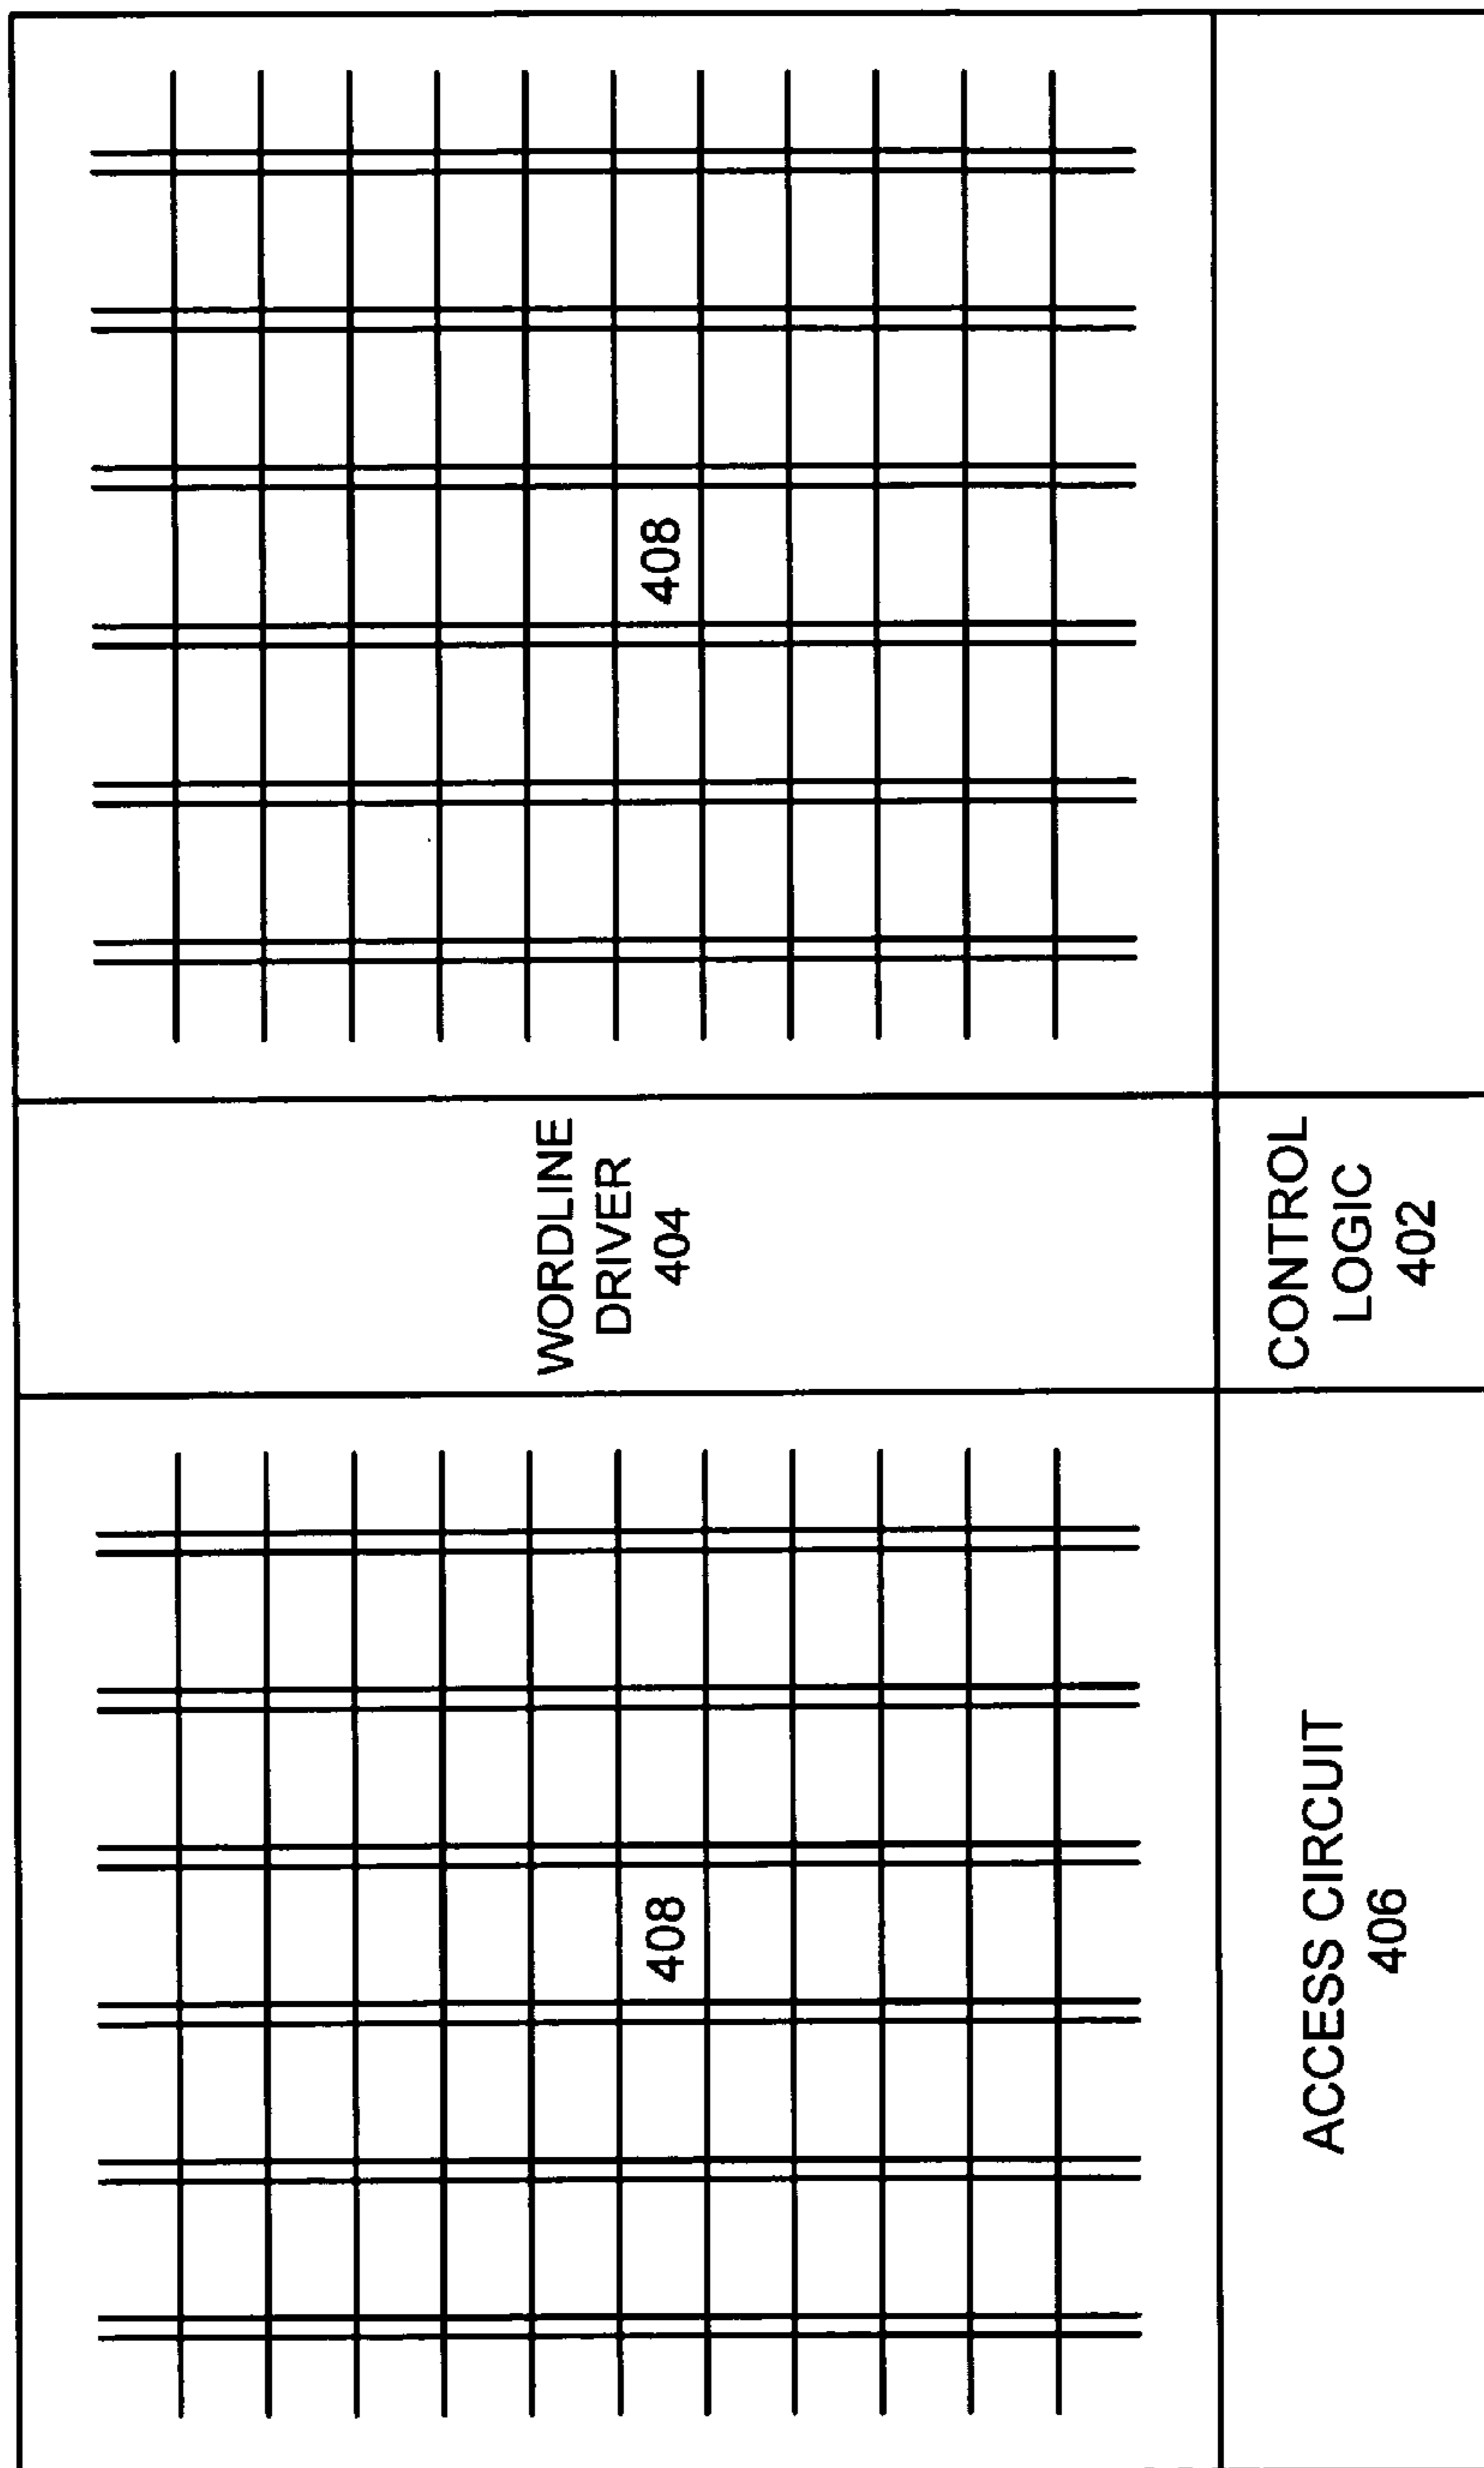 408
WORDLINE
DRIVER
404
408
ACCESS CIRCUIT
406
CONTROL
LOGIC
402